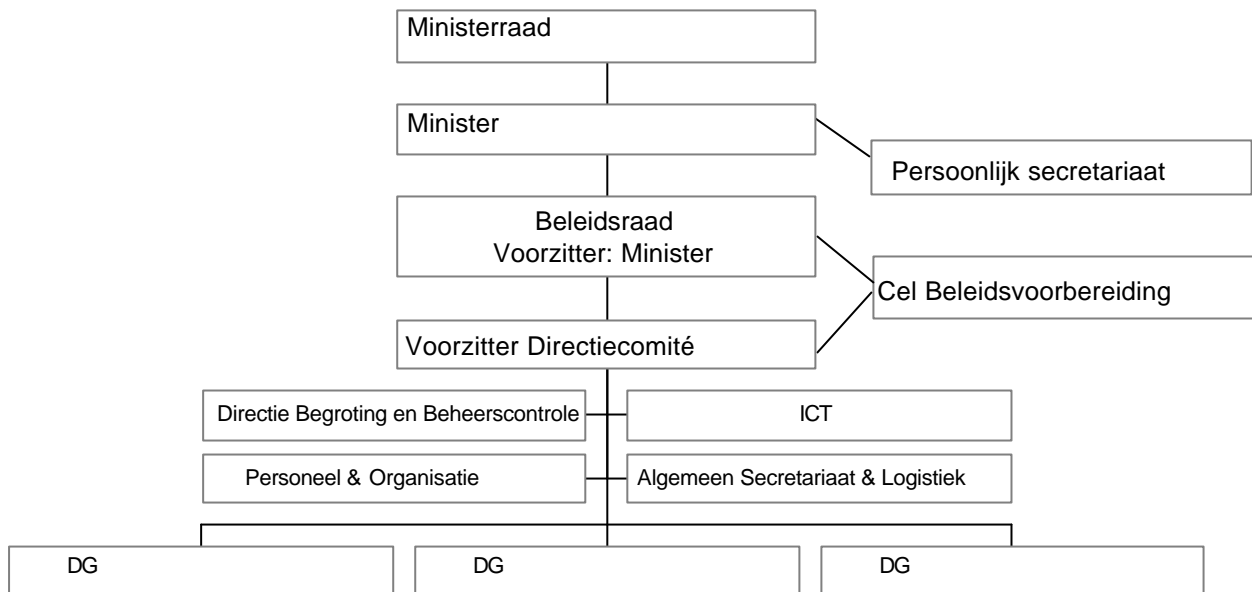 Ministerraad
Minister
Persoonlijk secretariaat
Beleidsraad
Voorzitter: Minister
Cel Beleidsvoorbereiding
Voorzitter Directiecomité
Directie Begroting en Beheerscontrole
ICT
Personeel & Organisatie
Algemeen Secretariaat & Logistiek
DG
DG
DG